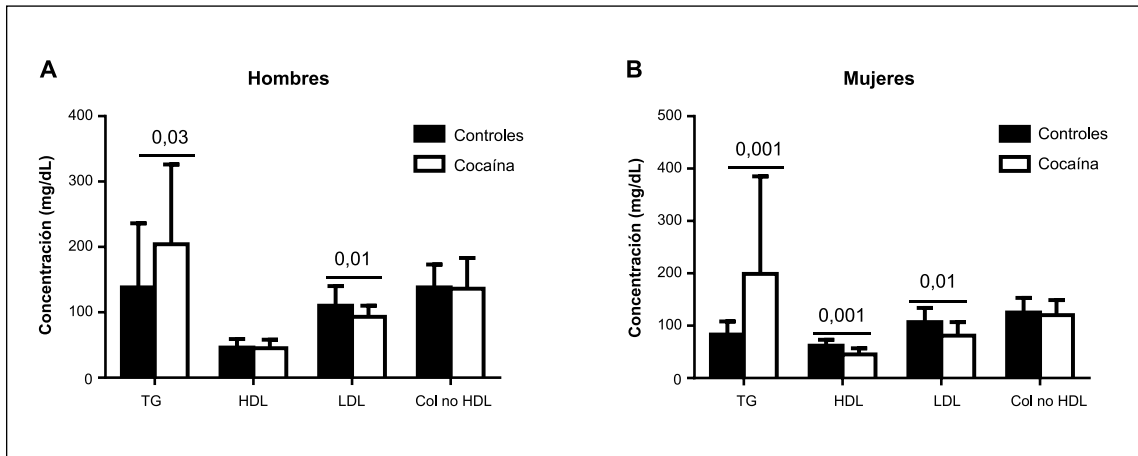 A
Hombres
Concentración (mg/dL)
400
300
200
100
0
0,03
0,01
Controles
Cocaína
TG
HDL
LDL
Col no HDL
B
Mujeres
Concentración (mg/dL)
500
400
300
200
100
0
0,001
0,001
0,01
Controles
Cocaína
TG
HDL
LDL
Col no HDL